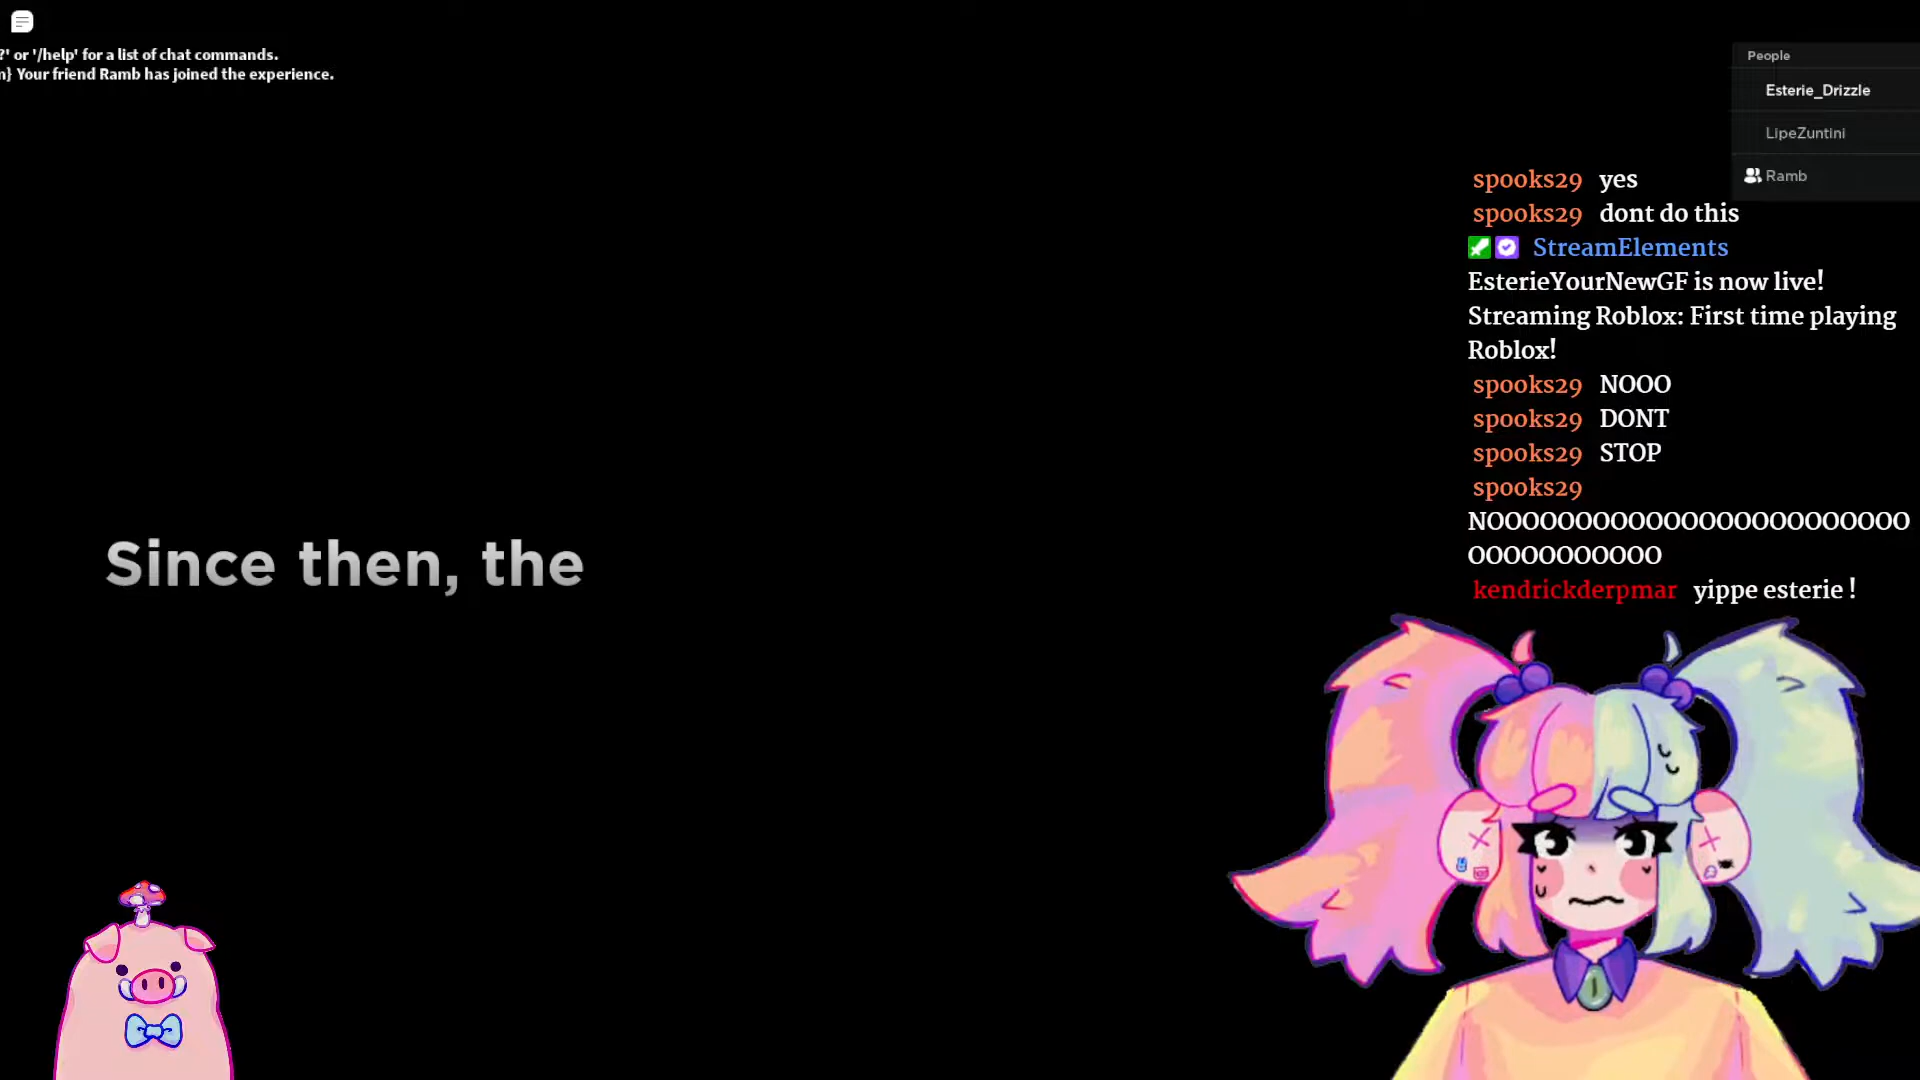 ?' or '/help' for a list of chat commands.
n} Your friend Ramb has joined the experience.
People
Esterie_Drizzle
LipeZuntini
Ramb
spooks29 yes
spooks29 dont do this
StreamElements
EsterieYourNewGF is now live!
Streaming Roblox: First time playing
Roblox!
spooks29 NOOO
spooks29 DONT
spooks29 STOP
spooks29
NOOOOOOOOOOOOOOOOOOOOOOOO
OOOOOOOOOOO
kendrickderpmar yippe esterie !
Since then, the